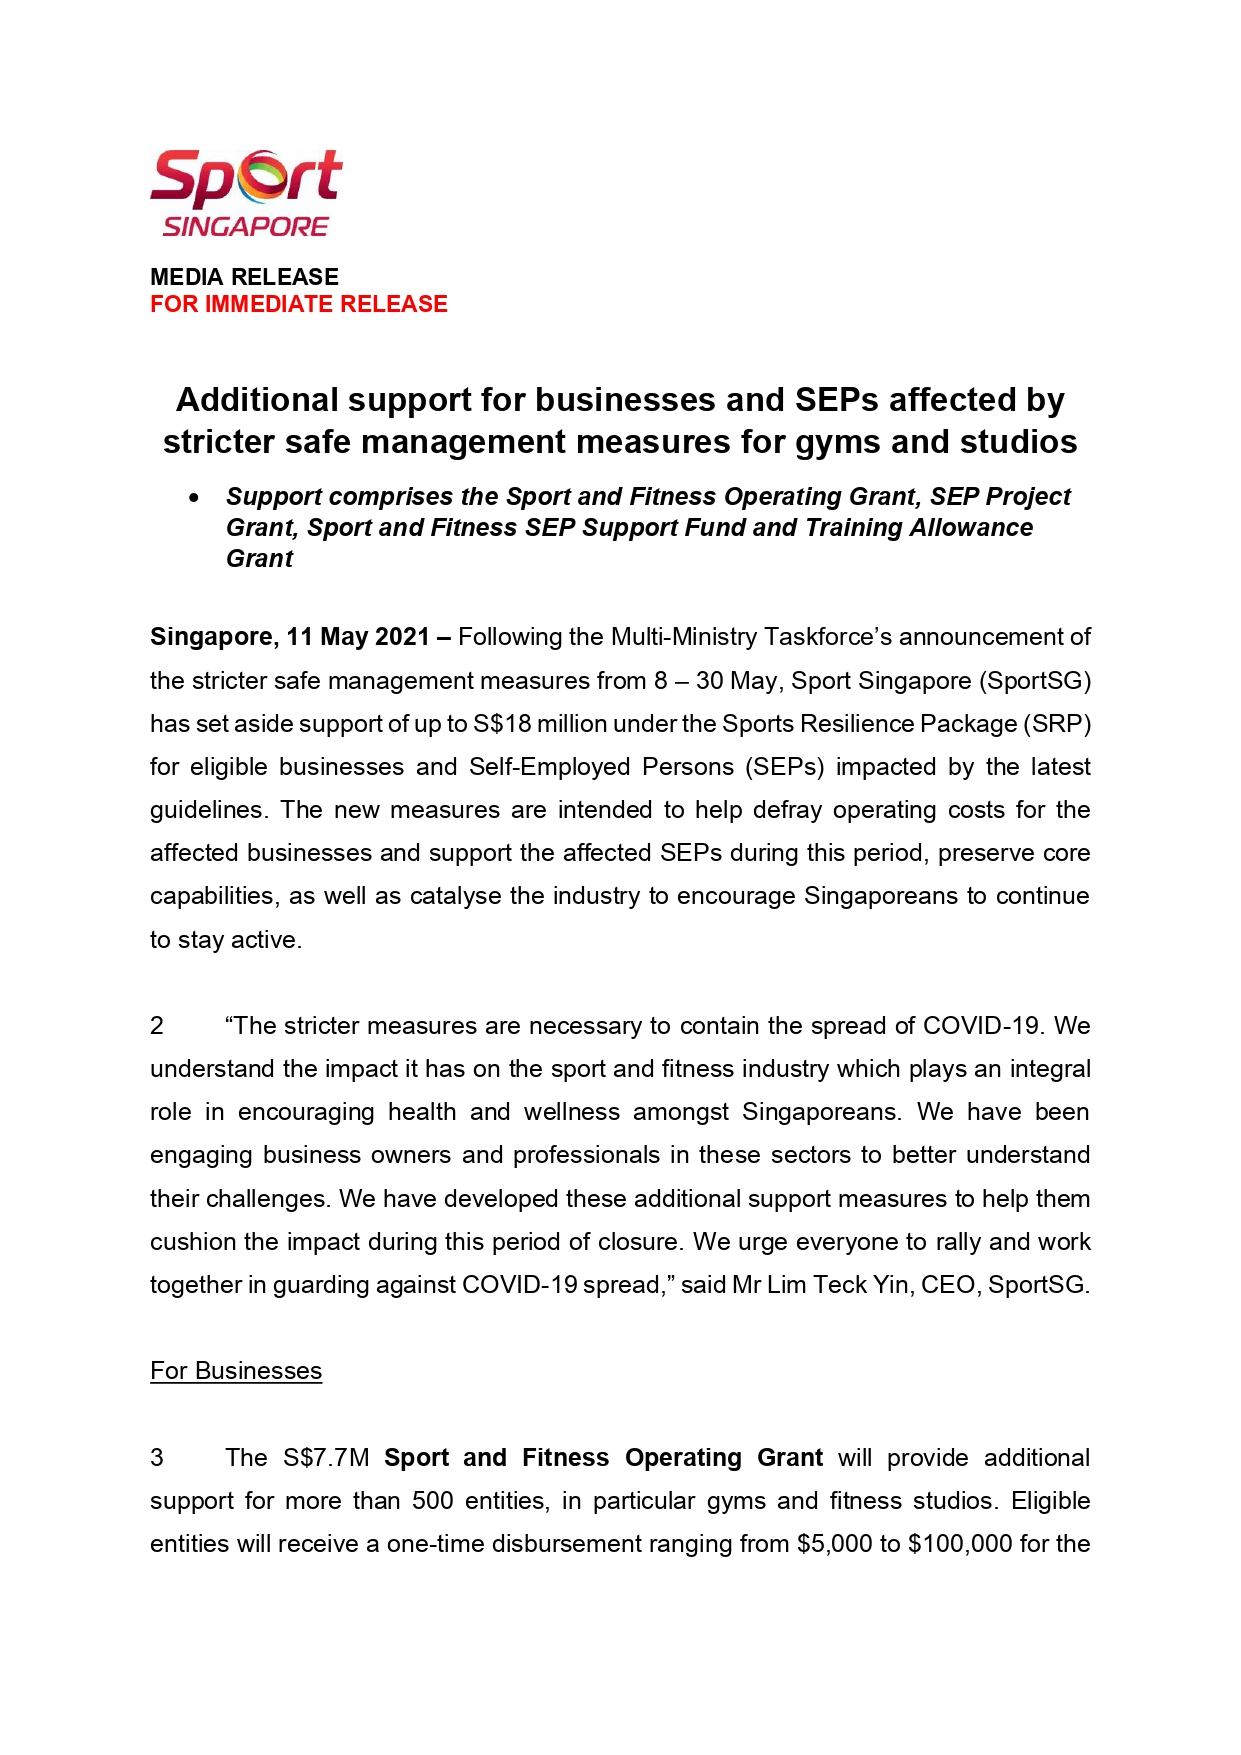 Sport
SINGAPORE
MEDIA RELEASE
FOR IMMEDIATE RELEASE
Additional support for businesses and SEPs affected by
stricter safe management measures for gyms and studios
• Support comprises the Sport and Fitness Operating Grant, SEP Project
Grant, Sport and Fitness SEP Support Fund and Training Allowance
Grant
Singapore, 11 May 2021 – Following the Multi-Ministry Taskforce’s announcement of
the stricter safe management measures from 8 – 30 May, Sport Singapore (SportSG)
has set aside support of up to S$18 million under the Sports Resilience Package (SRP)
for eligible businesses and Self-Employed Persons (SEPs) impacted by the latest
guidelines. The new measures are intended to help defray operating costs for the
affected businesses and support the affected SEPs during this period, preserve core
capabilities, as well as catalyse the industry to encourage Singaporeans to continue
to stay active.
2 “The stricter measures are necessary to contain the spread of COVID-19. We
understand the impact it has on the sport and fitness industry which plays an integral
role in encouraging health and wellness amongst Singaporeans. We have been
engaging business owners and professionals in these sectors to better understand
their challenges. We have developed these additional support measures to help them
cushion the impact during this period of closure. We urge everyone to rally and work
together in guarding against COVID-19 spread,” said Mr Lim Teck Yin, CEO, SportSG.
For Businesses
3 The S$7.7M Sport and Fitness Operating Grant will provide additional
support for more than 500 entities, in particular gyms and fitness studios. Eligible
entities will receive a one-time disbursement ranging from $5,000 to $100,000 for the